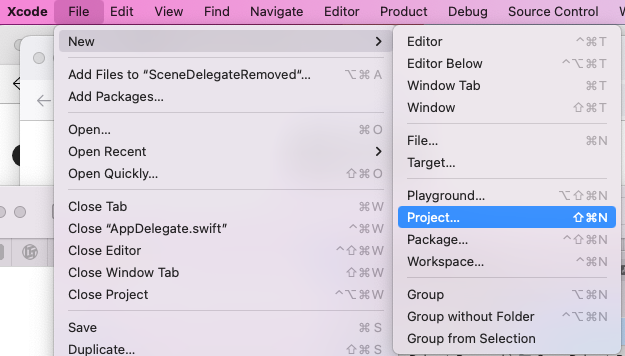 Xcode File Edit View Find Navigate Editor Product Debug Source Control
New
Add Files to “SceneDelegateRemoved”... ⌥⌘A
Add Packages...
Open... ⌘O
Open Recent
Open Quickly... ⇧⌘O
Close Tab ⌘W
Close “AppDelegate.swift” ^⌘W
Close Editor ^⇧⌘W
Close Window Tab ⇧⌘W
Close Project ^⌥⌘W
Save ⌘S
Duplicate... ⇧⌘S
Editor ^⌘T
Editor Below ^⌥⌘T
Window Tab ⌘T
Window ⇧⌘T
File... ⌘N
Target...
Playground... ⌥⇧⌘N
Project... ⇧⌘N
Package... ^⇧⌘N
Workspace... ^⌘N
Group ⌥⌘N
Group without Folder ^⌥⌘N
Group from Selection